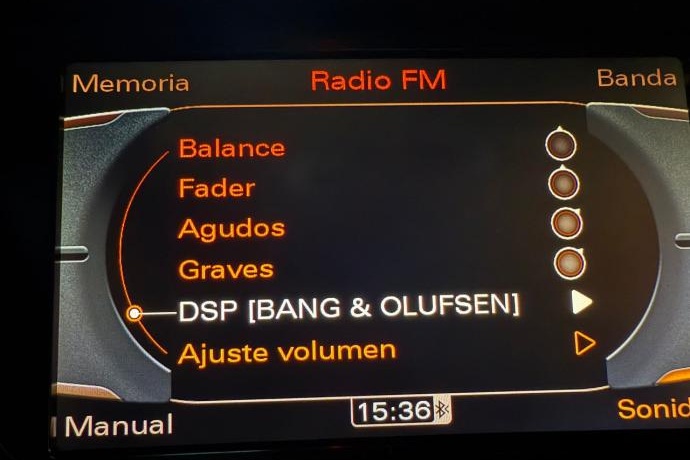 Memoria Radio FM Banda
Balance
Fader
Agudos
Graves
DSP [BANG & OLUFSEN]
Ajuste volumen
Manual 15:36 Sonid